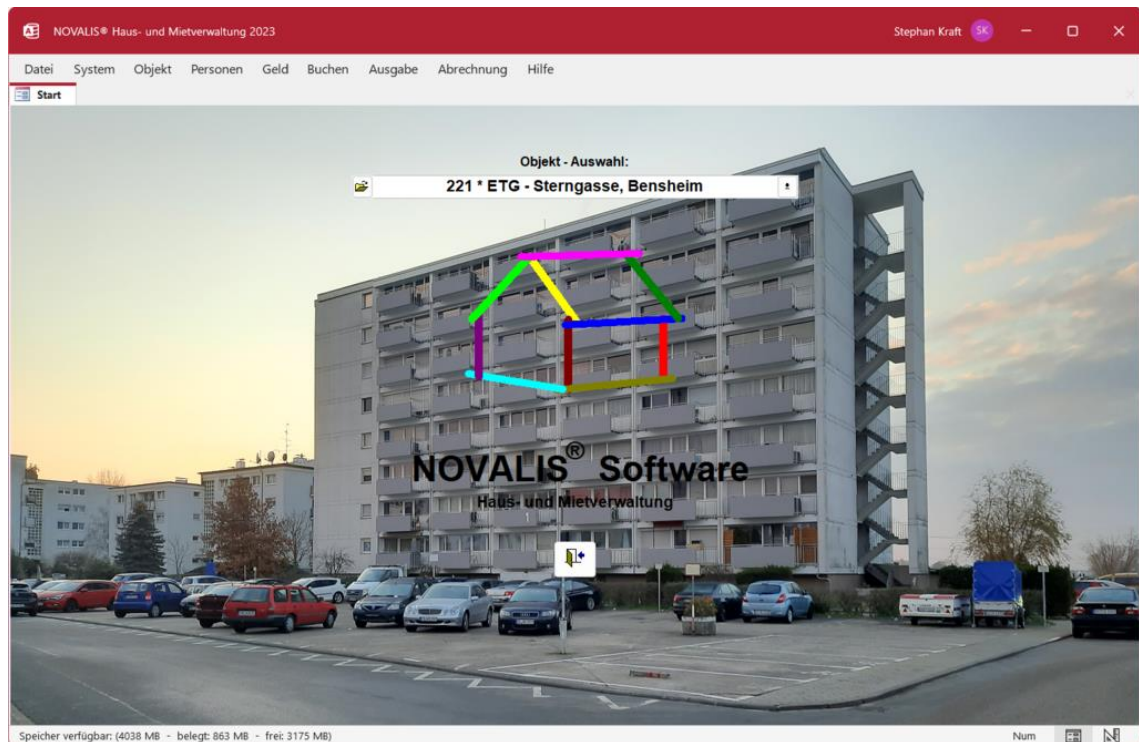 NOVALIS® Haus- und Mietverwaltung 2023
Stephan Kraft SK
Datei System Objekt Personen Geld Buchen Ausgabe Abrechnung Hilfe
Start
Objekt - Auswahl:
221 * ETG - Sterngasse, Bensheim
NOVALIS® Software
Haus- und Mietverwaltung
1
Speicher verfügbar: (4038 MB - belegt: 863 MB - frei: 3175 MB)
Num